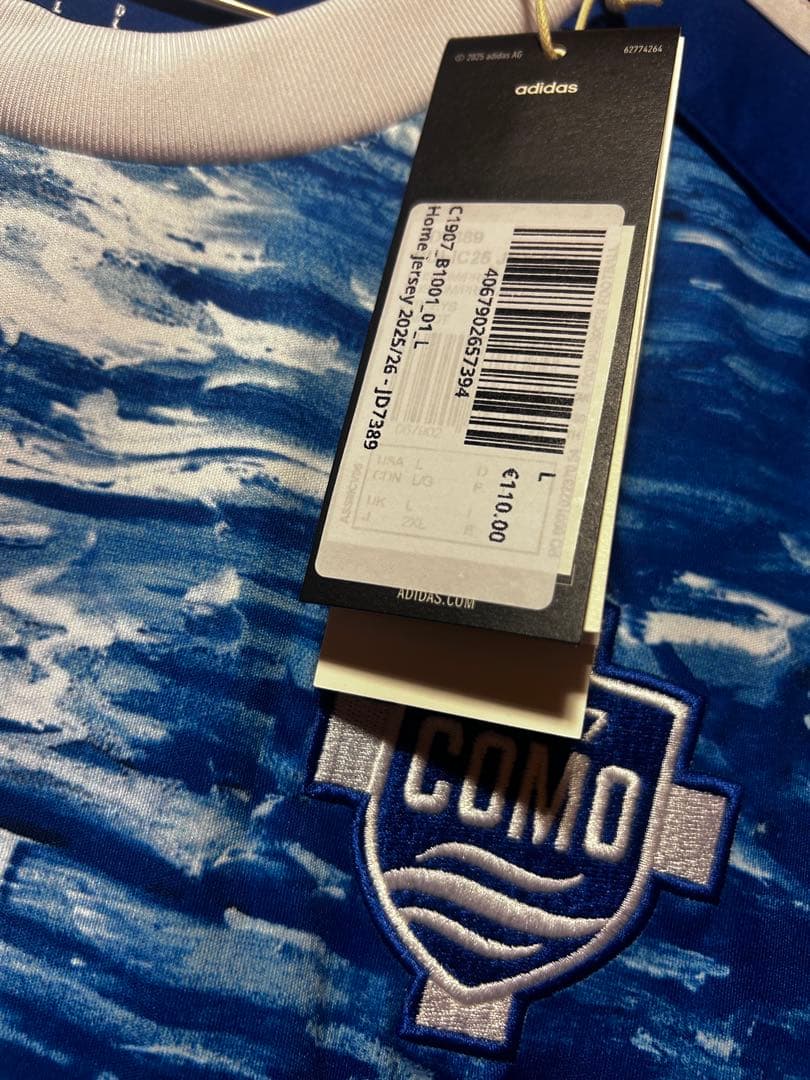 © 2025 adidas AG
62774264
adidas
C1907_B1001_01_L
Home jersey 2025/26 - JD7389
4067902657394
L
€110.00
USA L
UK L
2XL
ADIDAS.COM
7
COMO